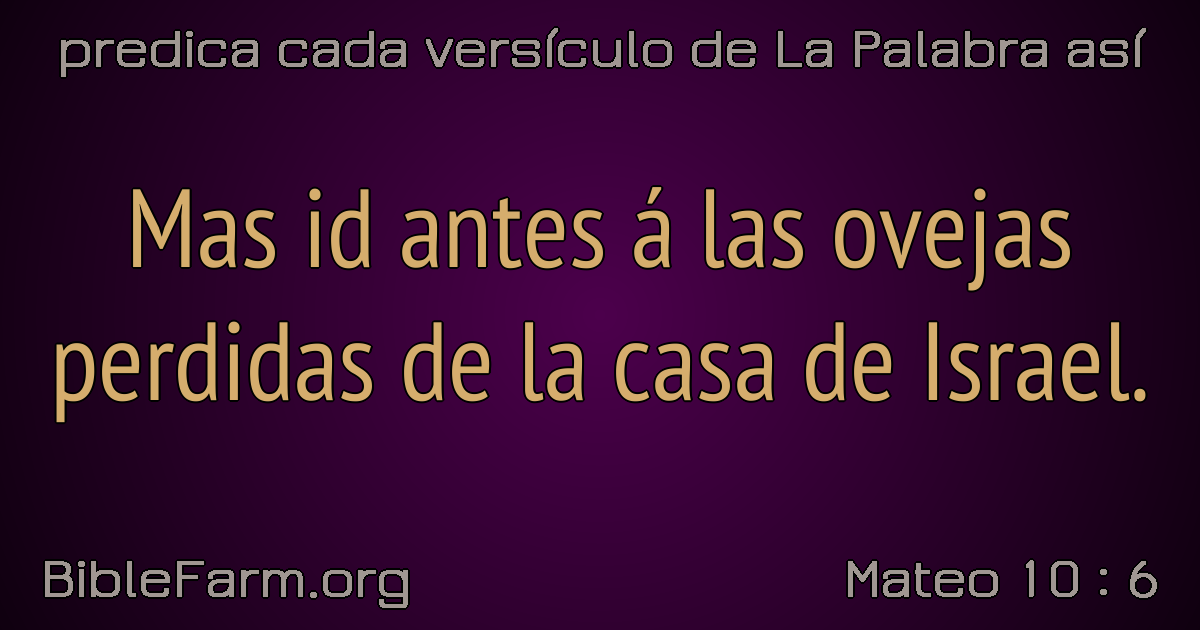 predica cada versículo de La Palabra así
Mas id antes á las ovejas
perdidas de la casa de Israel.
BibleFarm.org
Mateo 10 : 6